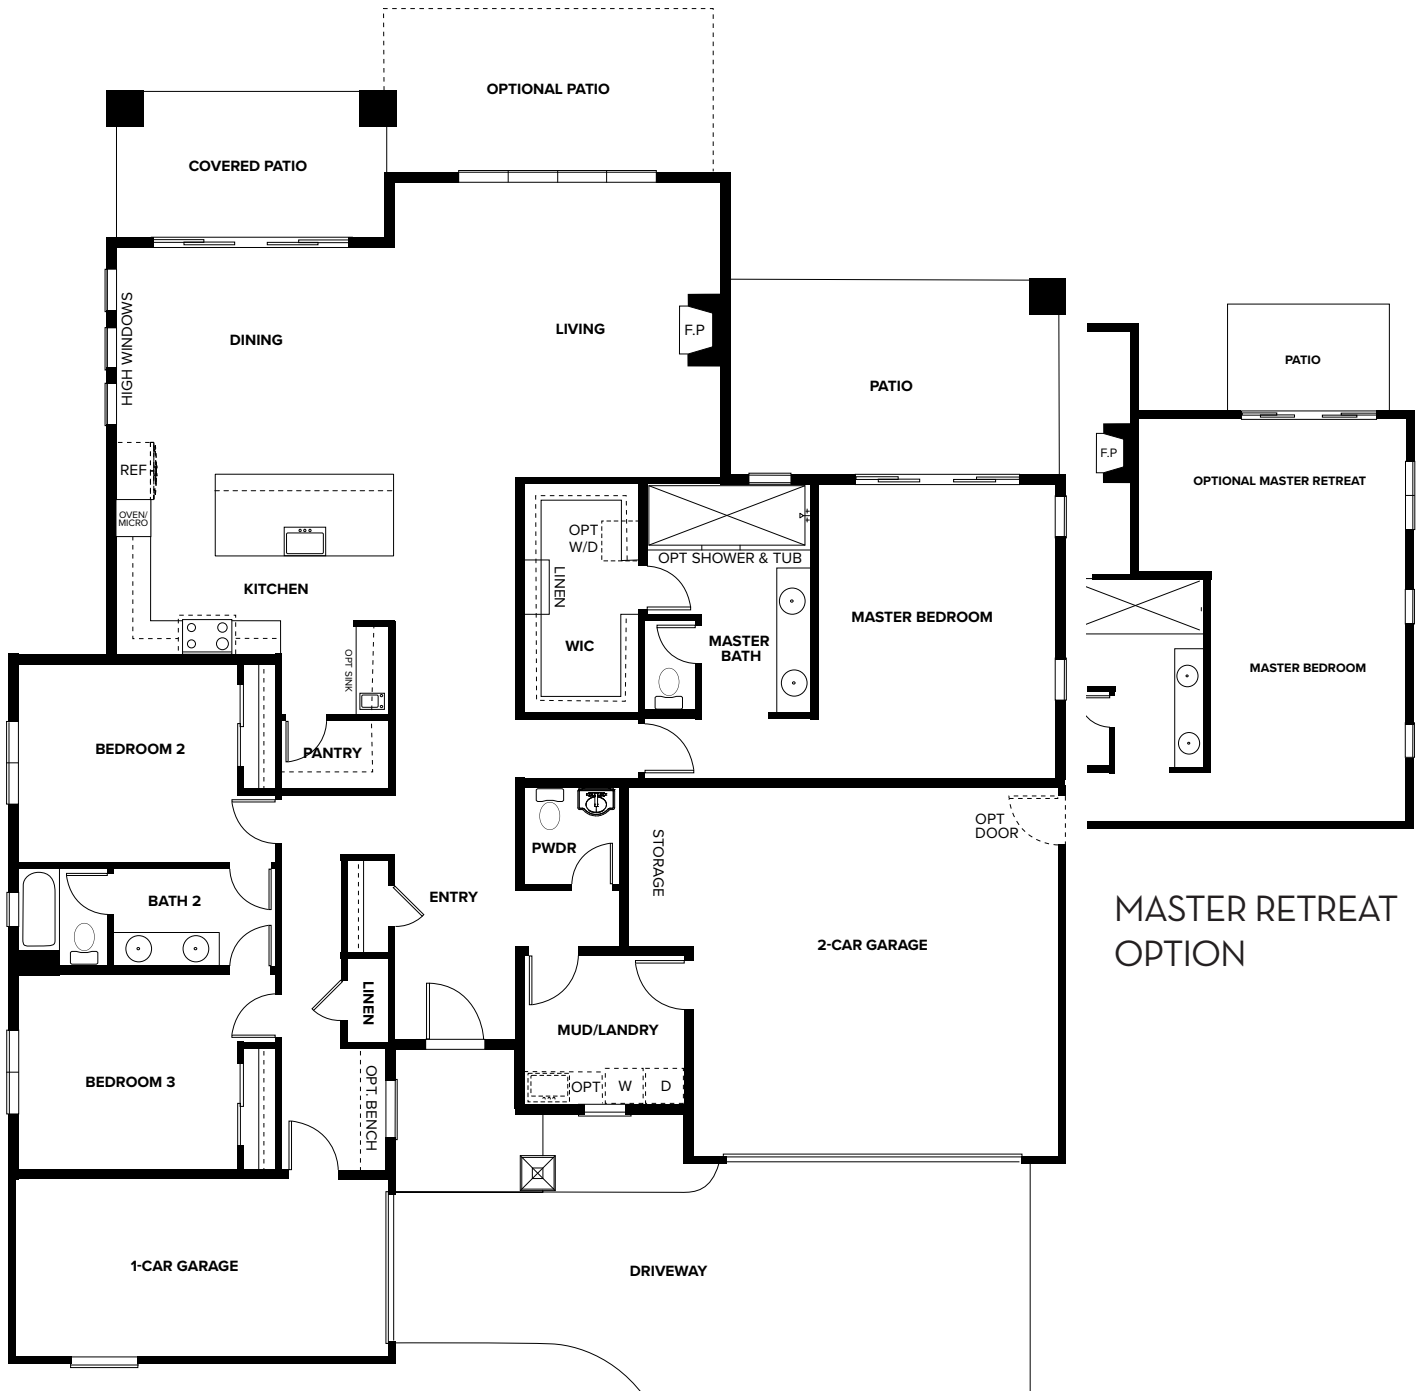 OPTIONAL PATIO
COVERED PATIO
HIGH WINDOWS
DINING
LIVING
F.P
PATIO
REF
OVEN/
MICRO
KITCHEN
OPT SINK
PANTRY
OPT
W/D
LINEN
WIC
OPT SHOWER & TUB
MASTER
BATH
MASTER BEDROOM
BEDROOM 2
BATH 2
BEDROOM 3
LINEN
ENTRY
PWDR
STORAGE
OPT
DOOR
2-CAR GARAGE
MUD/LANDRY
OPT
W
D
OPT. BENCH
1-CAR GARAGE
DRIVEWAY
PATIO
F.P
OPTIONAL MASTER RETREAT
MASTER BEDROOM
MASTER RETREAT
OPTION